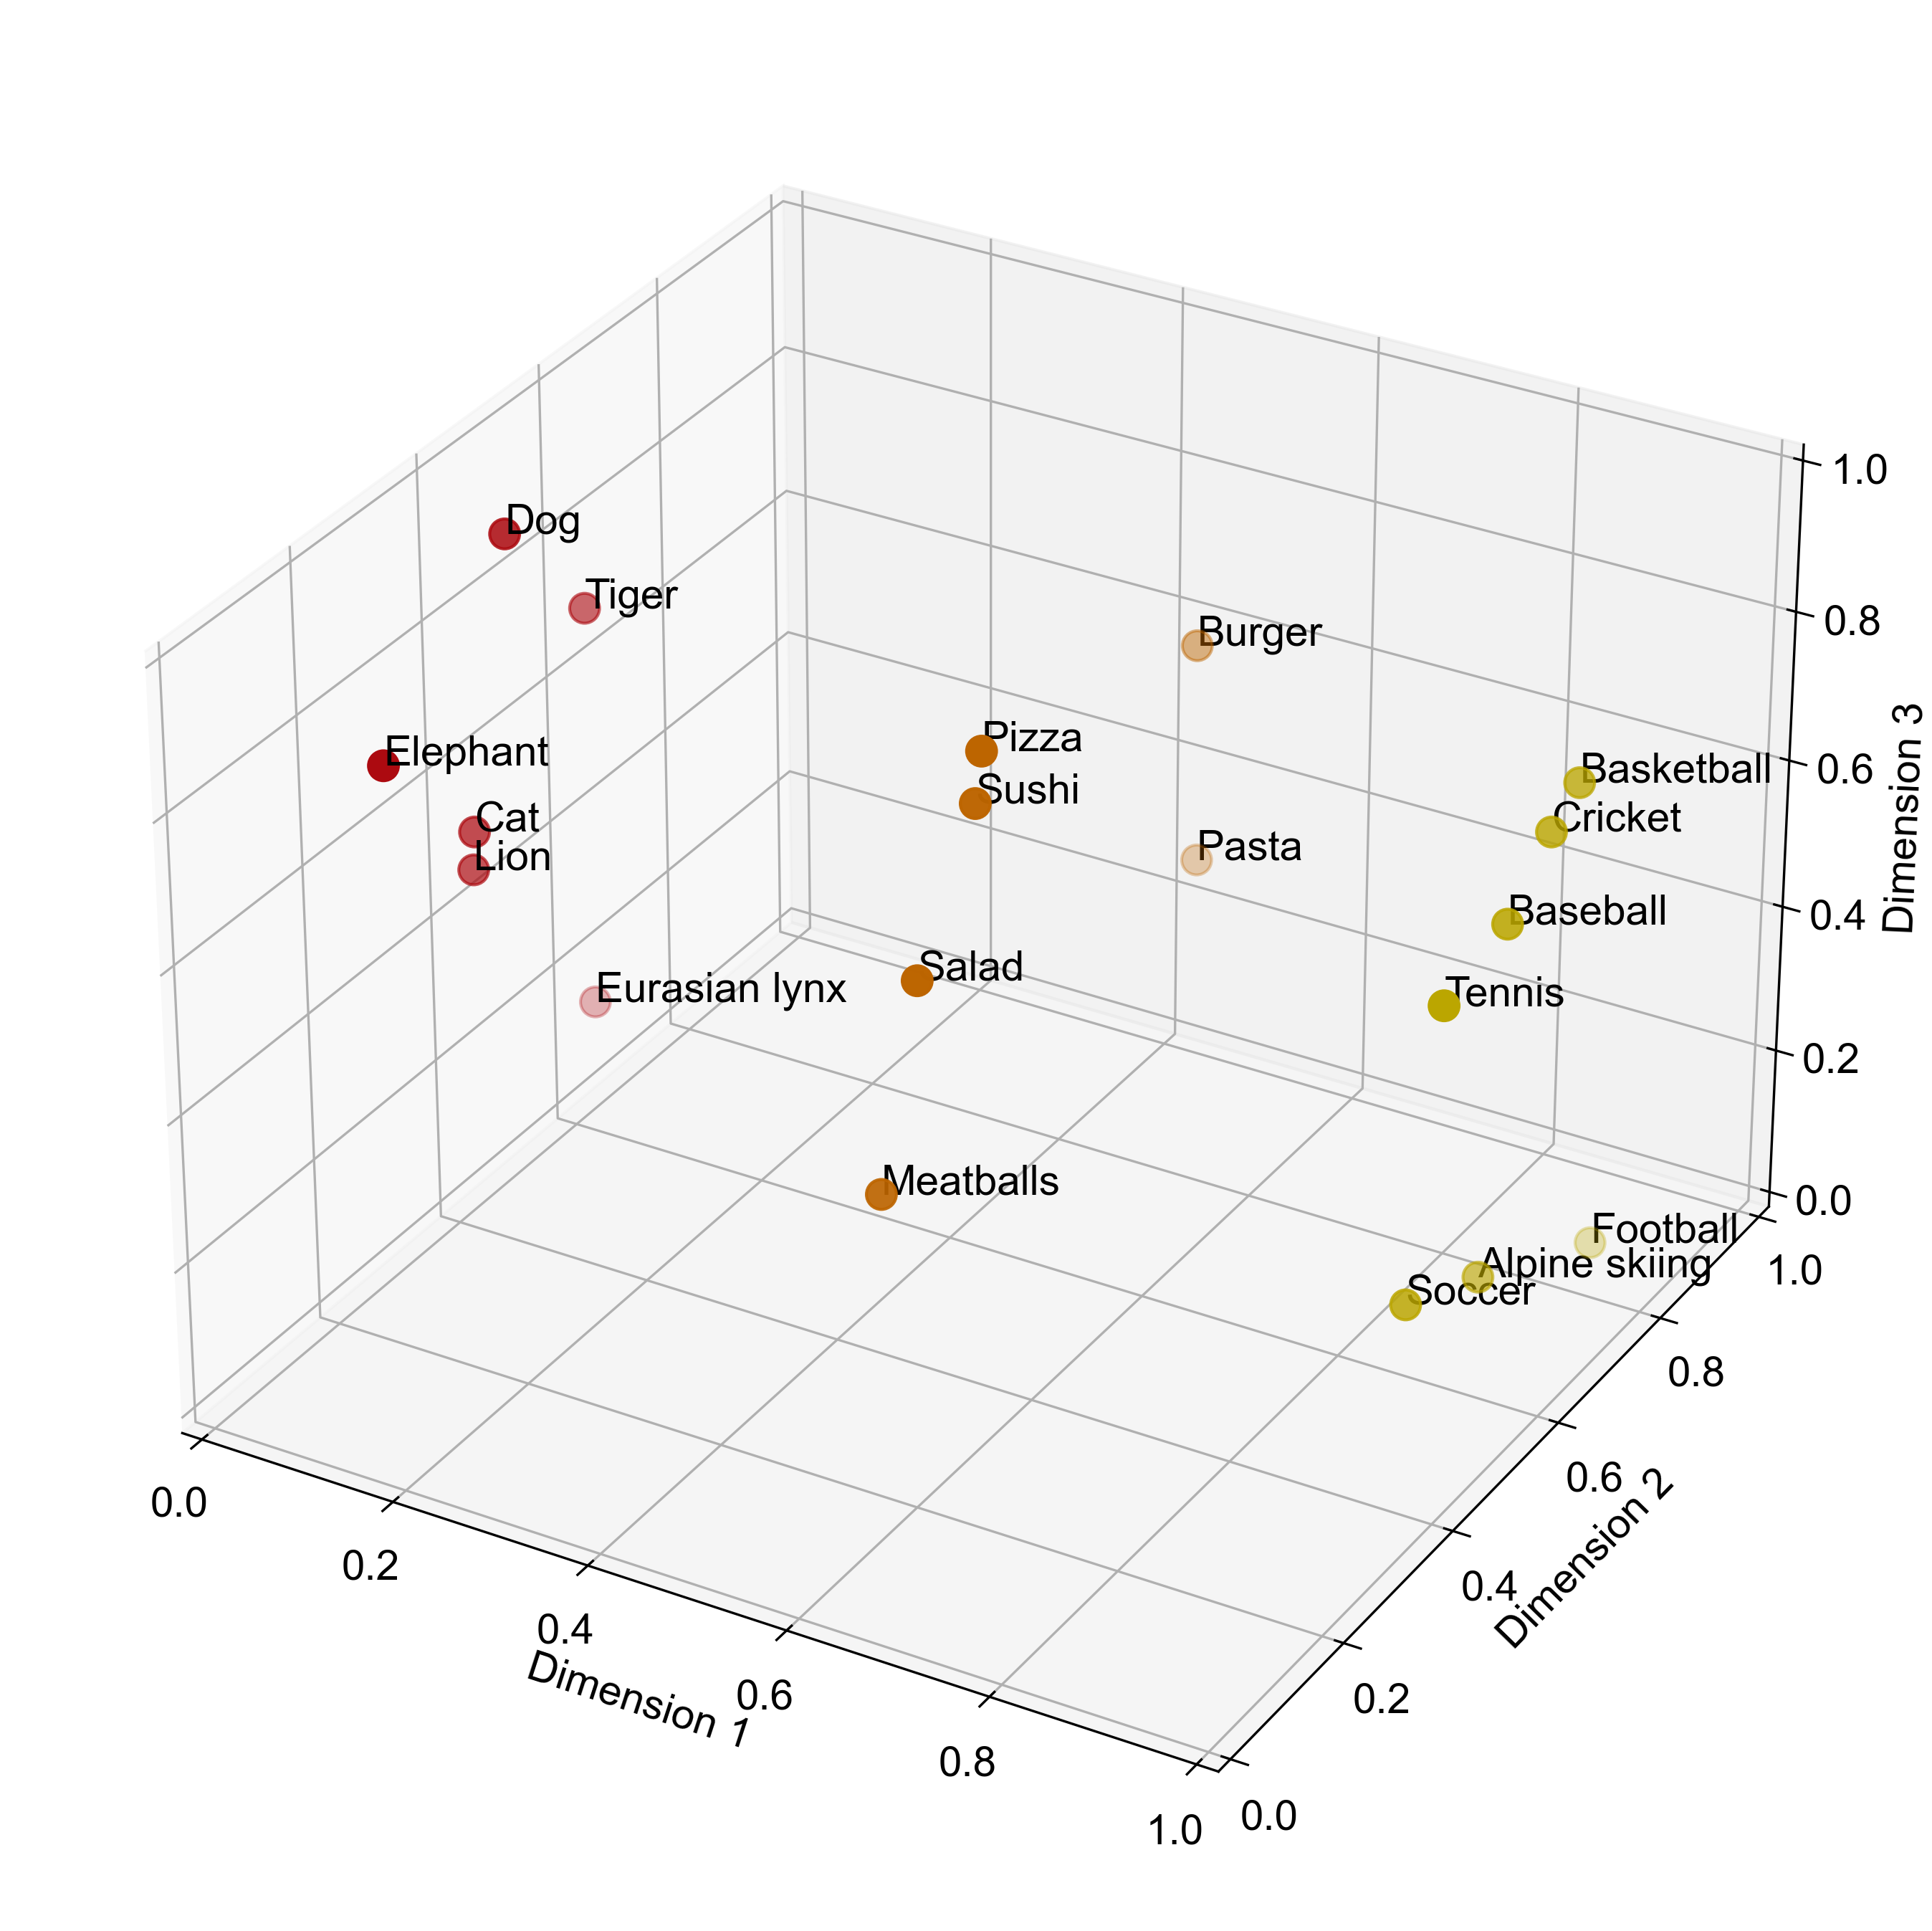 Dog
Tiger
Burger
Pizza
Elephant
Basketball
Sushi
Cat
Cricket
Lion
Pasta
Baseball
Salad
Eurasian lynx
Tennis
Meatballs
Football
Alpine skiing
Soccer
1.0
0.8
0.6
0.4
0.2
0.0
Dimension 3
1.0
0.8
0.6
0.4
0.2
0.0
Dimension 2
0.0
0.2
0.4
0.6
0.8
1.0
Dimension 1